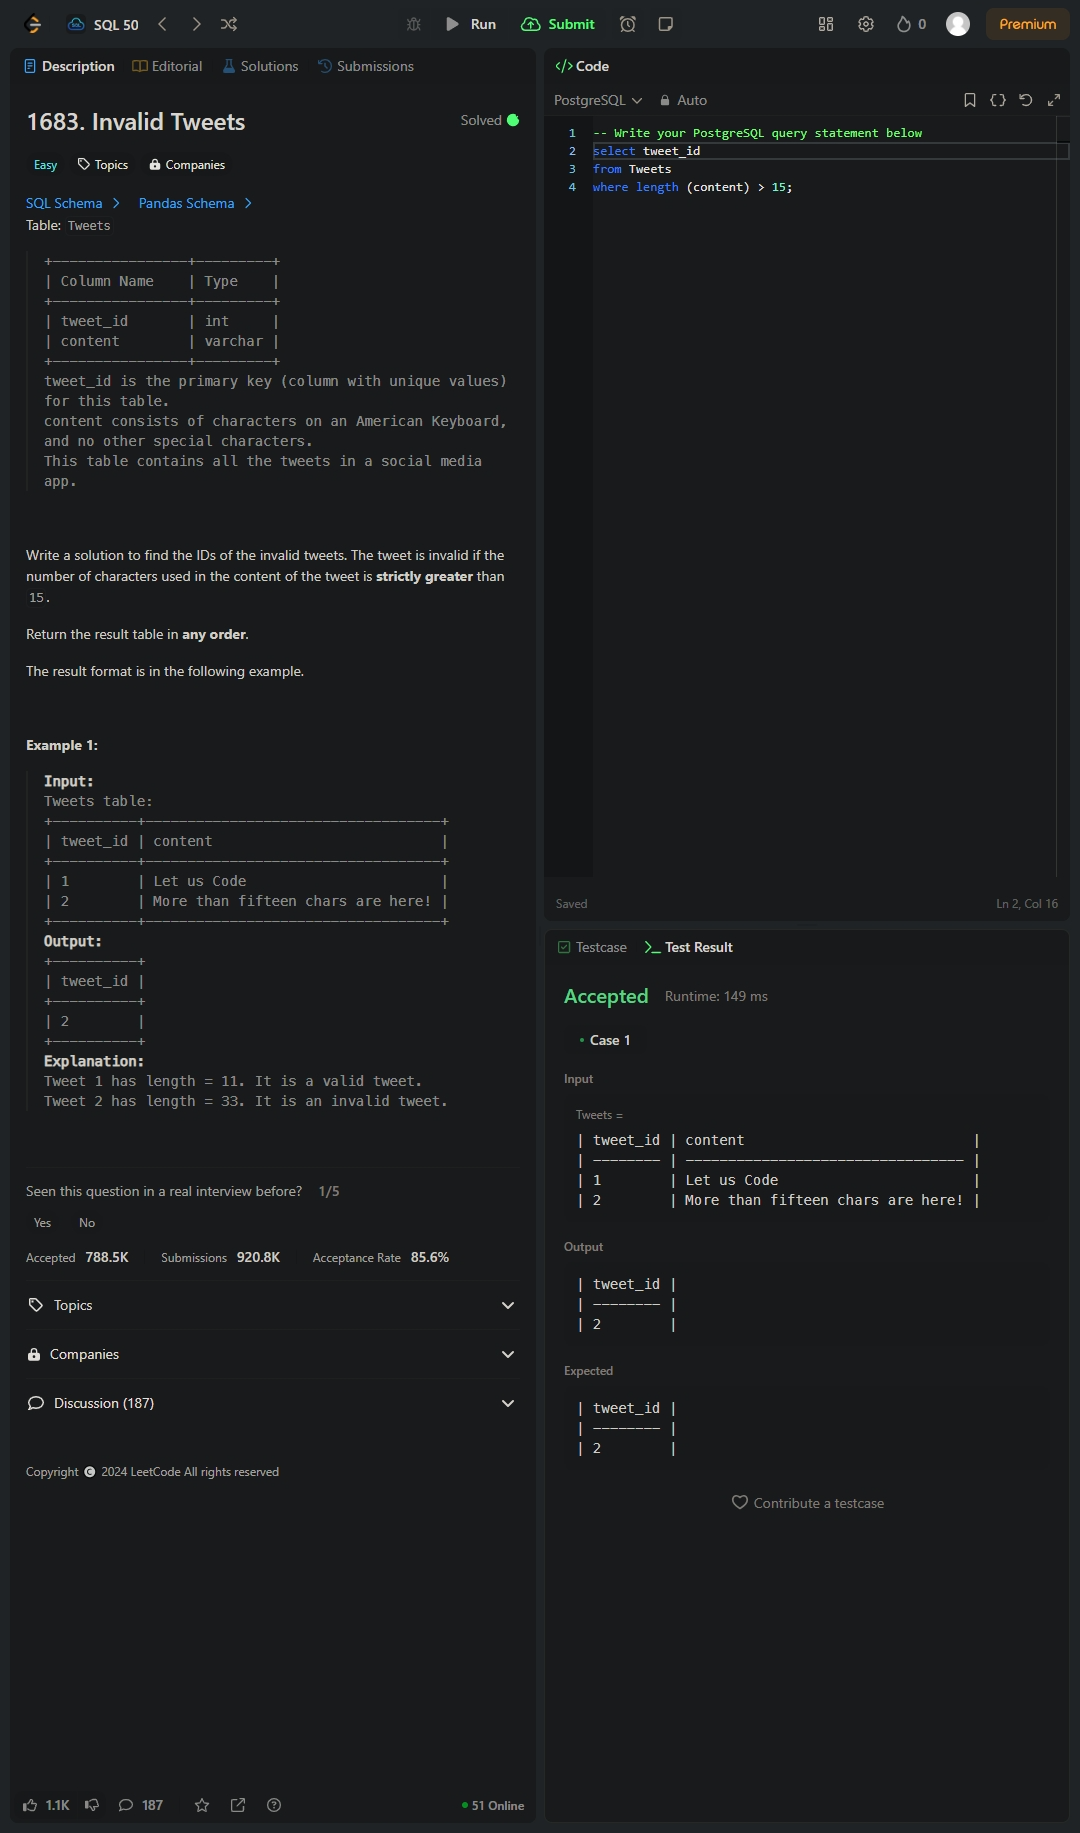 SQL 50
Run
Submit
0
Premium
Description
Editorial
Solutions
Submissions
1683. Invalid Tweets
Solved
Easy
Topics
Companies
SQL Schema >
Pandas Schema >
Table: Tweets
+----------------+---------+
| Column Name    | Type    |
+----------------+---------+
| tweet_id       | int     |
| content        | varchar |
+----------------+---------+
tweet_id is the primary key (column with unique values)
for this table.
content consists of characters on an American Keyboard,
and no other special characters.
This table contains all the tweets in a social media
app.
Write a solution to find the IDs of the invalid tweets. The tweet is invalid if the
number of characters used in the content of the tweet is strictly greater than
15.
Return the result table in any order.
The result format is in the following example.
Example 1:
Input:
Tweets table:
+----------+-----------------------------------+
| tweet_id | content                           |
+----------+-----------------------------------+
| 1        | Let us Code                       |
| 2        | More than fifteen chars are here! |
+----------+-----------------------------------+
Output:
+----------+
| tweet_id |
+----------+
| 2        |
+----------+
Explanation:
Tweet 1 has length = 11. It is a valid tweet.
Tweet 2 has length = 33. It is an invalid tweet.
Seen this question in a real interview before? 1/5
Yes No
Accepted 788.5K Submissions 920.8K Acceptance Rate 85.6%
Topics
Companies
Discussion (187)
Copyright © 2024 LeetCode All rights reserved
1.1K
187
51 Online
</> Code
PostgreSQL
Auto
1 -- Write your PostgreSQL query statement below
2 select tweet_id
3 from Tweets
4 where length (content) > 15;
Saved
Ln 2, Col 16
Testcase
>_ Test Result
Accepted Runtime: 149 ms
• Case 1
Input
Tweets =
| tweet_id | content                           |
| -------- | --------------------------------- |
| 1        | Let us Code                       |
| 2        | More than fifteen chars are here! |
Output
| tweet_id |
| -------- |
| 2        |
Expected
| tweet_id |
| -------- |
| 2        |
Contribute a testcase